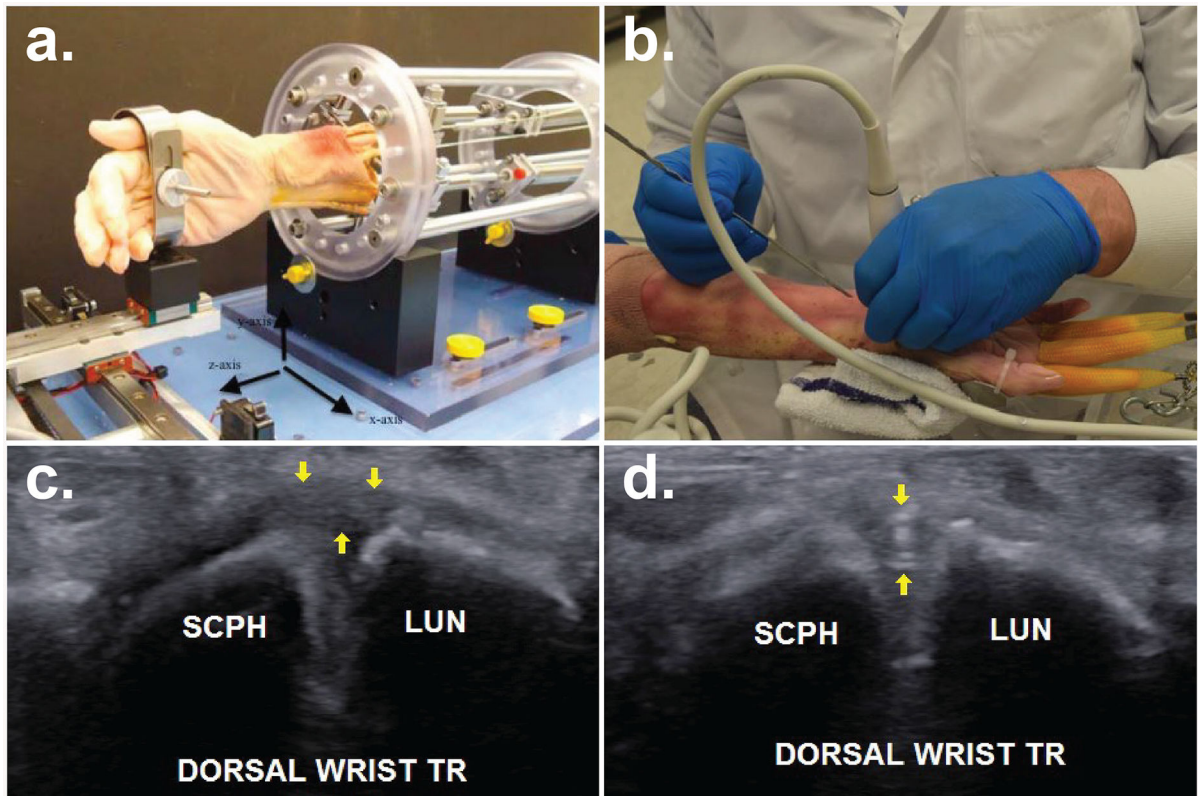 a.
b.
y-axis
z-axis
x-axis
c.
d.
SCPH
LUN
DORSAL WRIST TR
SCPH
LUN
DORSAL WRIST TR